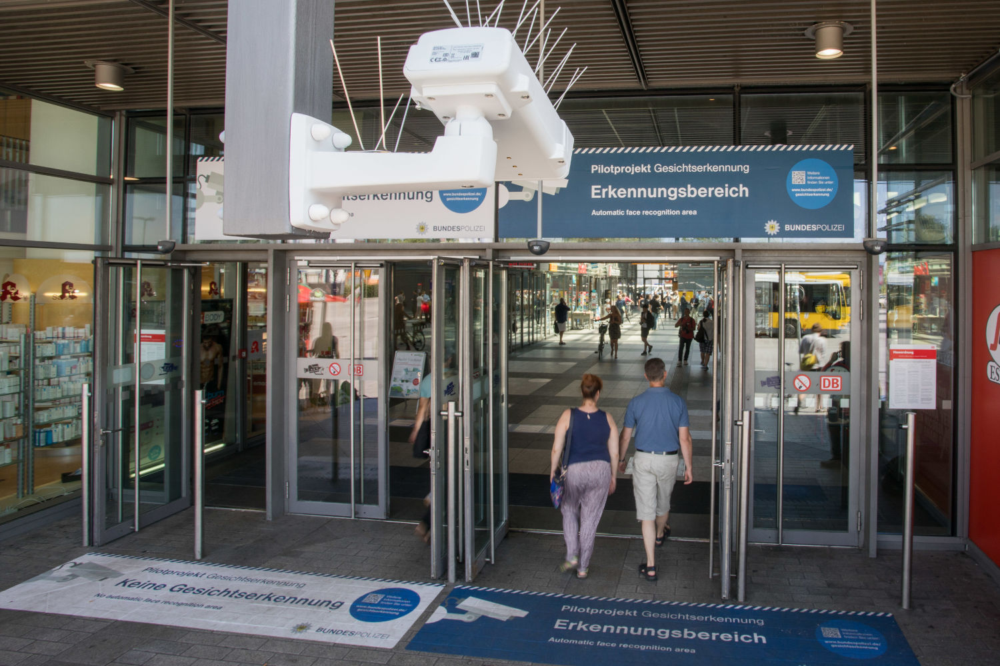 Pilotprojekt Gesichtserkennung
Erkennungsbereich
Automatic face recognition area
Weitere
Informationen
finden Sie unter:
www.bundespolizei.de/
gesichtserkennung
BUNDESPOLIZEI
www.bundespolizei.de/
gesichtserkennung
BUNDESPOLIZEI
BODY
DB
DB
Hausordnung
ES
Pilotprojekt Gesichtserkennung
Keine Gesichtserkennung
No automatic face recognition area
Weitere
Informationen
finden Sie unter:
www.bundespolizei.de/
gesichtserkennung
BUNDESPOLIZEI
Pilotprojekt Gesichtserkennung
Erkennungsbereich
Automatic face recognition area
Weitere
Informationen
finden Sie unter:
www.bundespolizei.de/
gesichtserkennung